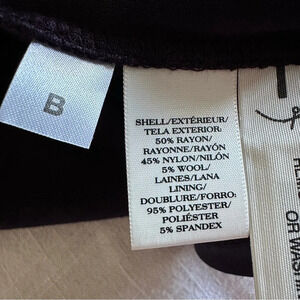 B
SHELL/EXTÉRIEUR/
TELA EXTERIOR:
50% RAYON/
RAYONNE/RAYÓN
45% NYLON/NILÓN
5% WOOL/
LAINES/LANA
LINING/
DOUBLURE/FORRO:
95% POLYESTER/
POLIÉSTER
5% SPANDEX
OR WASH